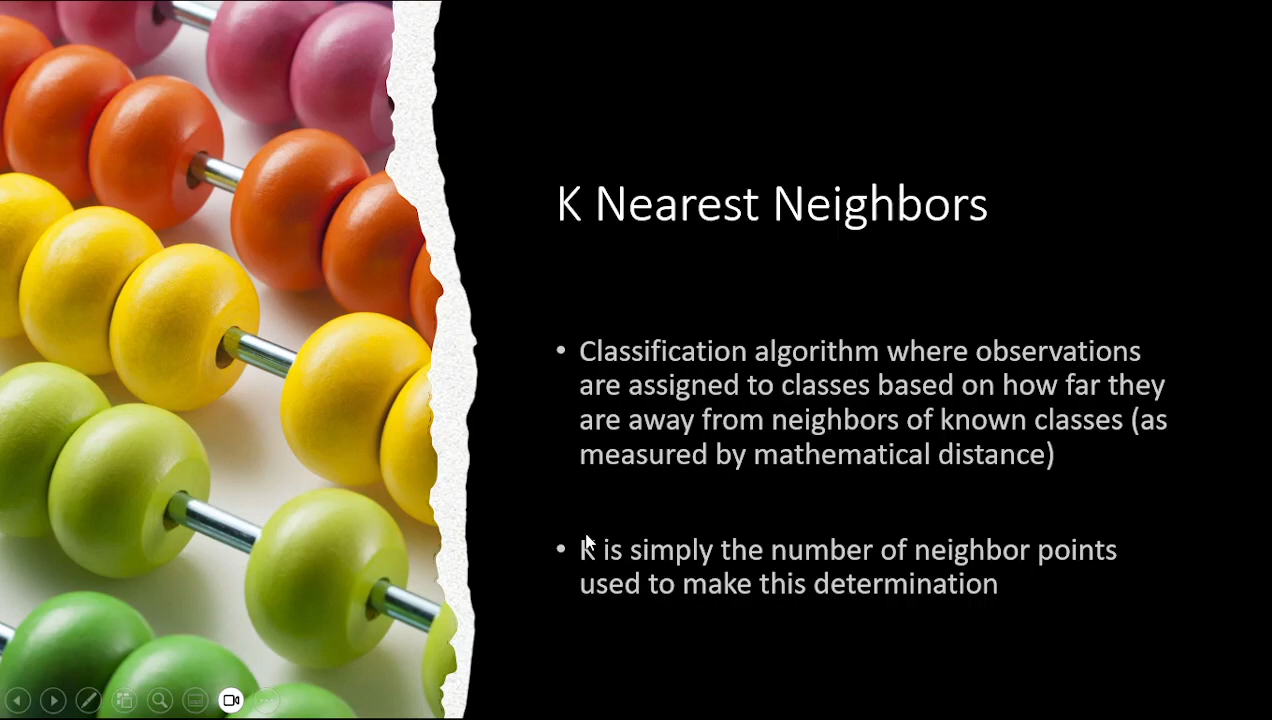 K Nearest Neighbors
• Classification algorithm where observations
are assigned to classes based on how far they
are away from neighbors of known classes (as
measured by mathematical distance)
• K is simply the number of neighbor points
used to make this determination